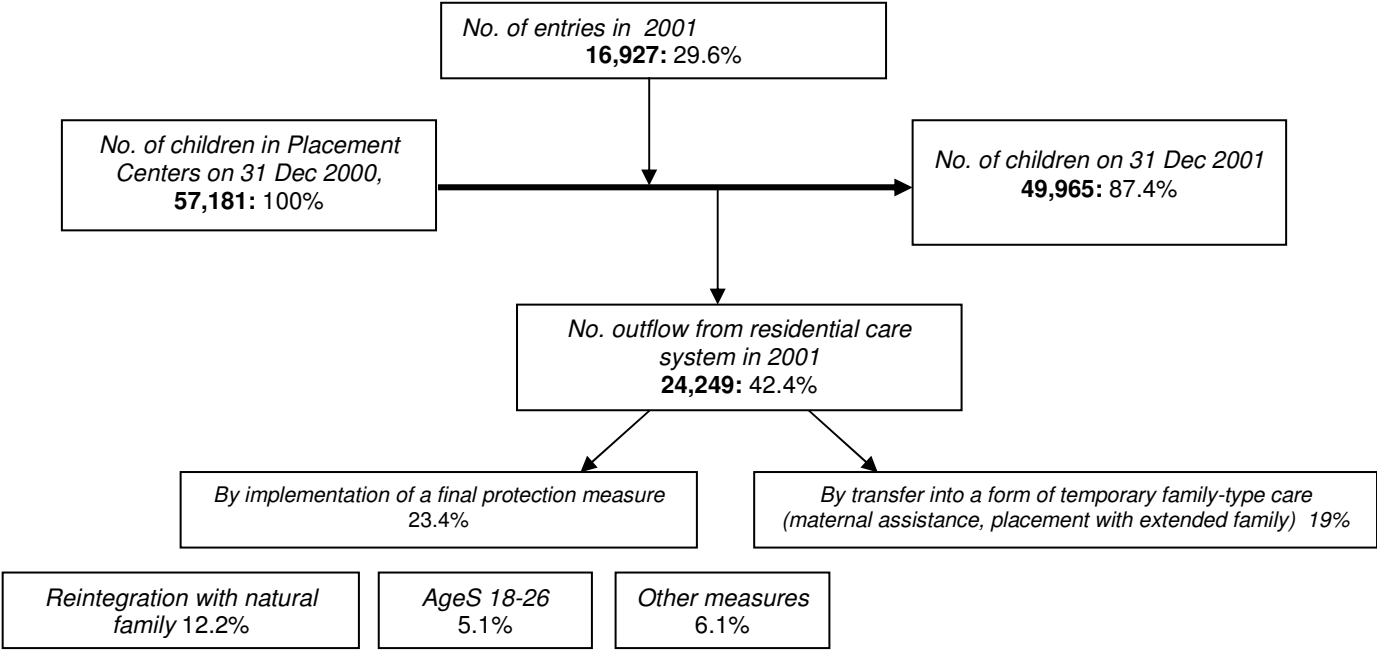 No. of entries in 2001
16,927: 29.6%
No. of children in Placement
Centers on 31 Dec 2000,
57,181: 100%
No. of children on 31 Dec 2001
49,965: 87.4%
No. outflow from residential care
system in 2001
24,249: 42.4%
By implementation of a final protection measure
23.4%
By transfer into a form of temporary family-type care
(maternal assistance, placement with extended family) 19%
Reintegration with natural
family 12.2%
AgeS 18-26
5.1%
Other measures
6.1%